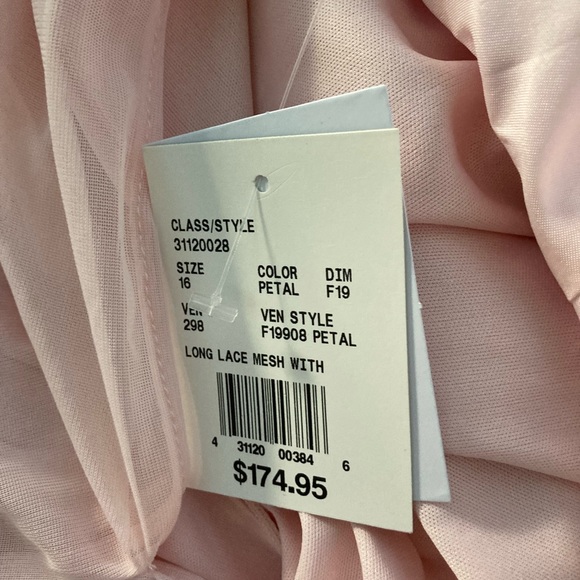 CLASS/STYLE
31120028
SIZE COLOR DIM
16 PETAL F19
VEN VEN STYLE
298 F19908 PETAL
LONG LACE MESH WITH
4 31120 00384 6
$174.95